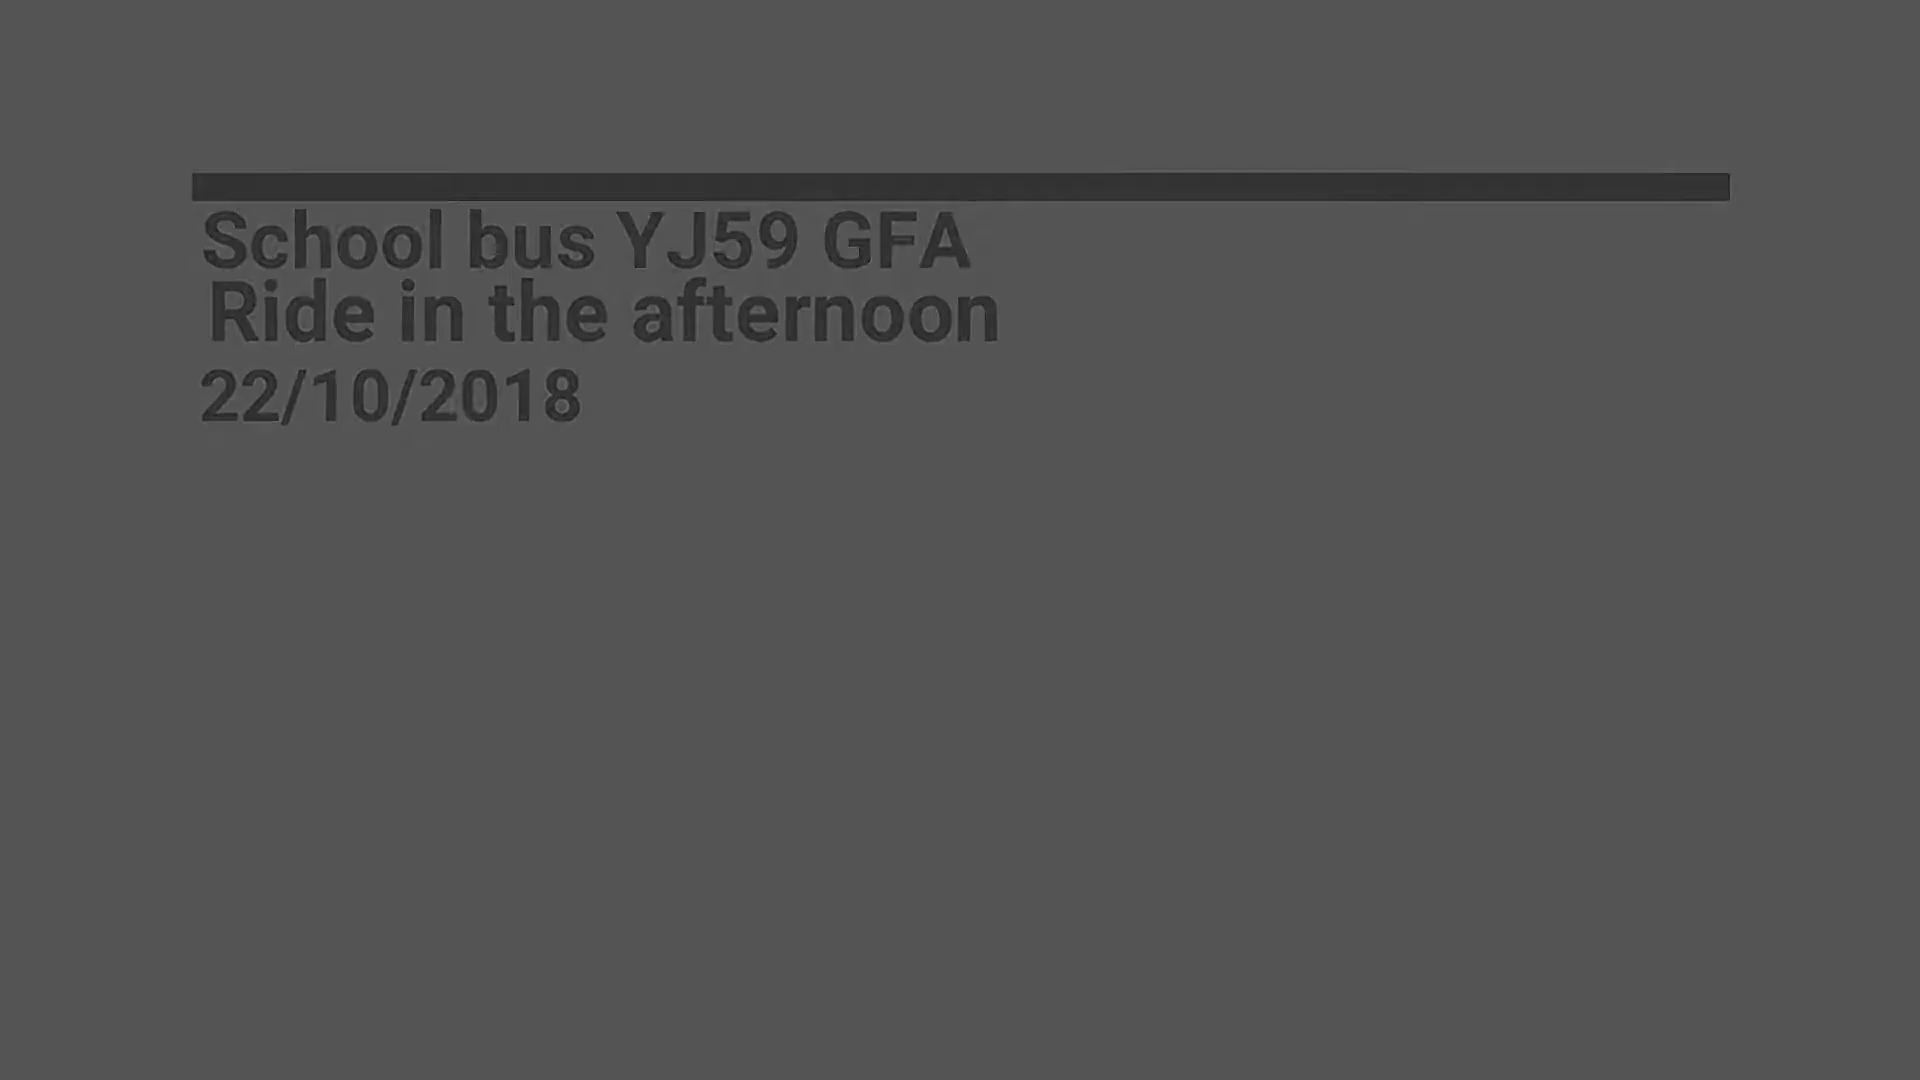 School bus YJ59 GFA
Ride in the afternoon
22/10/2018